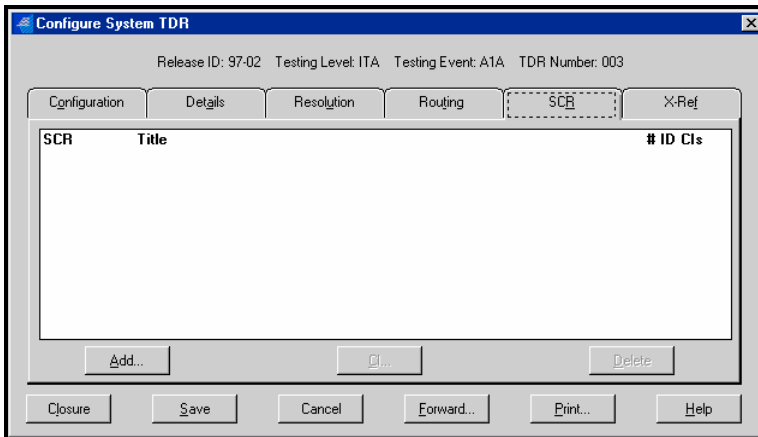 Configure System TDR
Release ID: 97-02 Testing Level: ITA Testing Event: A1A TDR Number: 003
Configuration Details Resolution Routing SCR X-Ref
SCR Title # ID CIs
Add... CI... Delete
Closure Save Cancel Forward... Print... Help